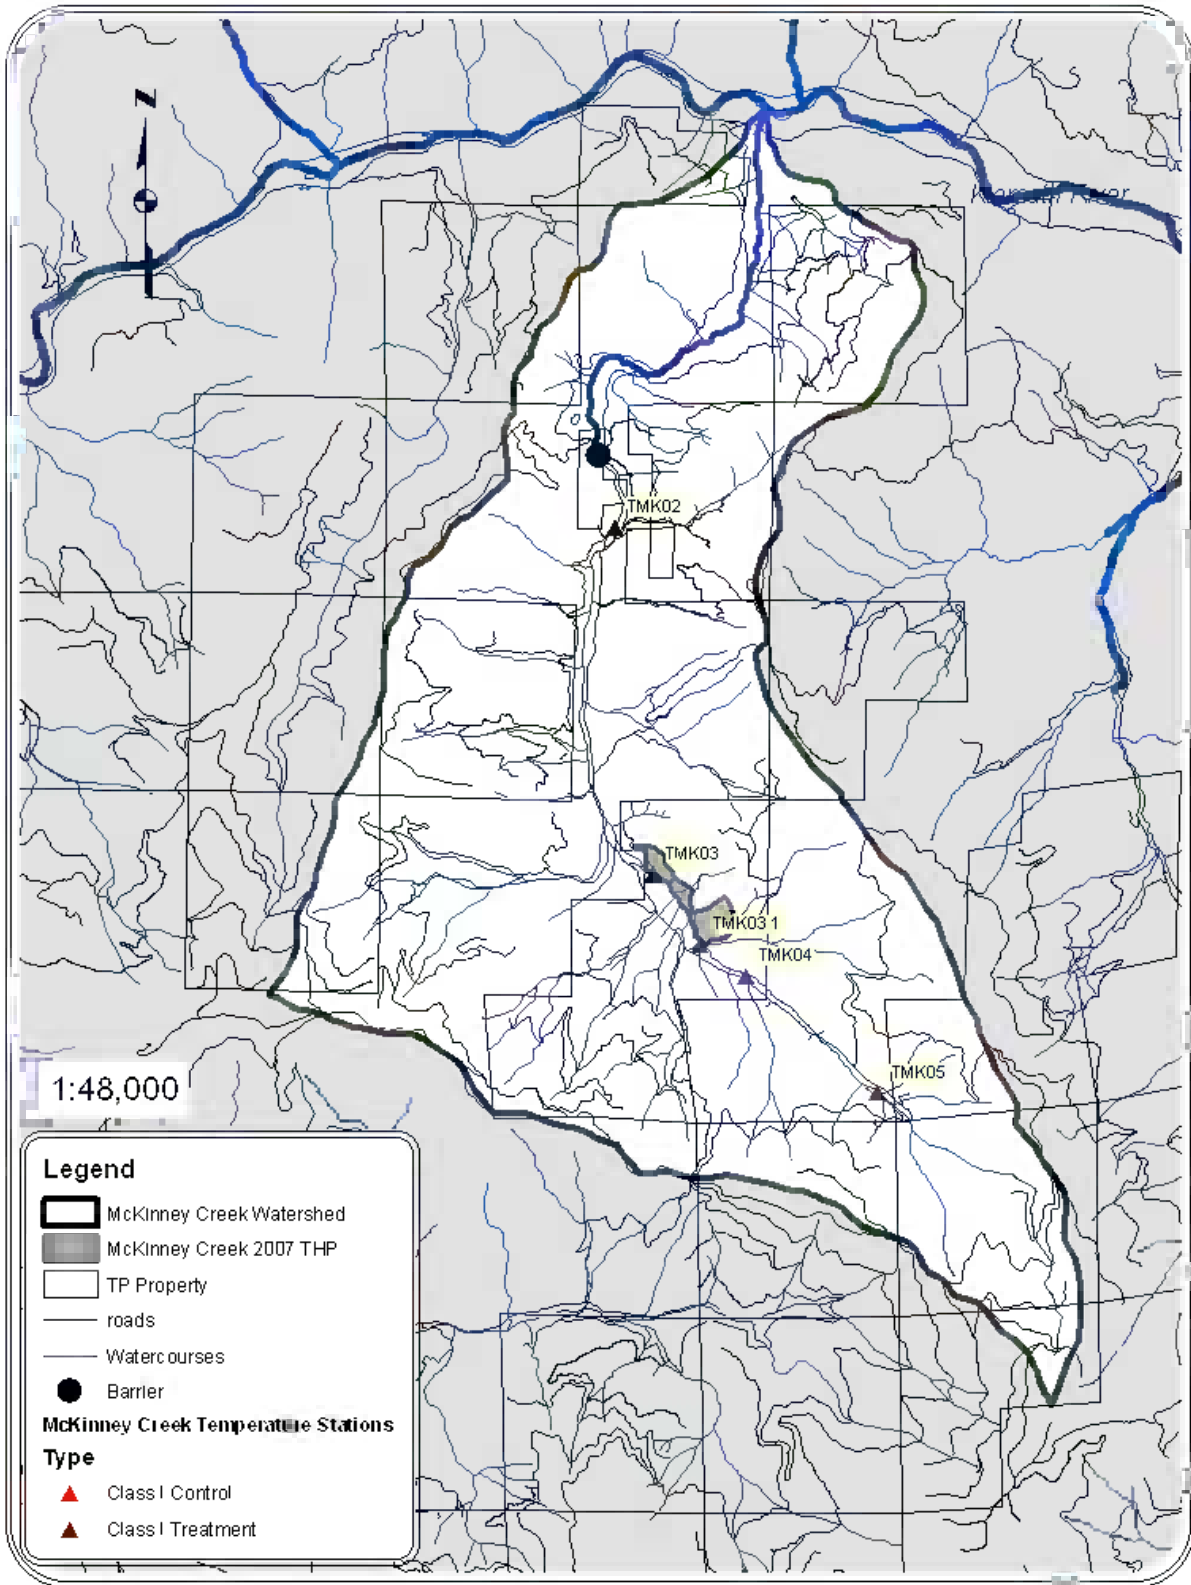 N
Klamath River
TMK02
TMK03
TMK03 1
TMK04
TMK05
1:48,000
Legend
McKinney Creek Watershed
McKinney Creek 2007 THP
TP Property
roads
Watercourses
Barrier
McKinney Creek Temperature Stations
Type
Class I Control
Class I Treatment